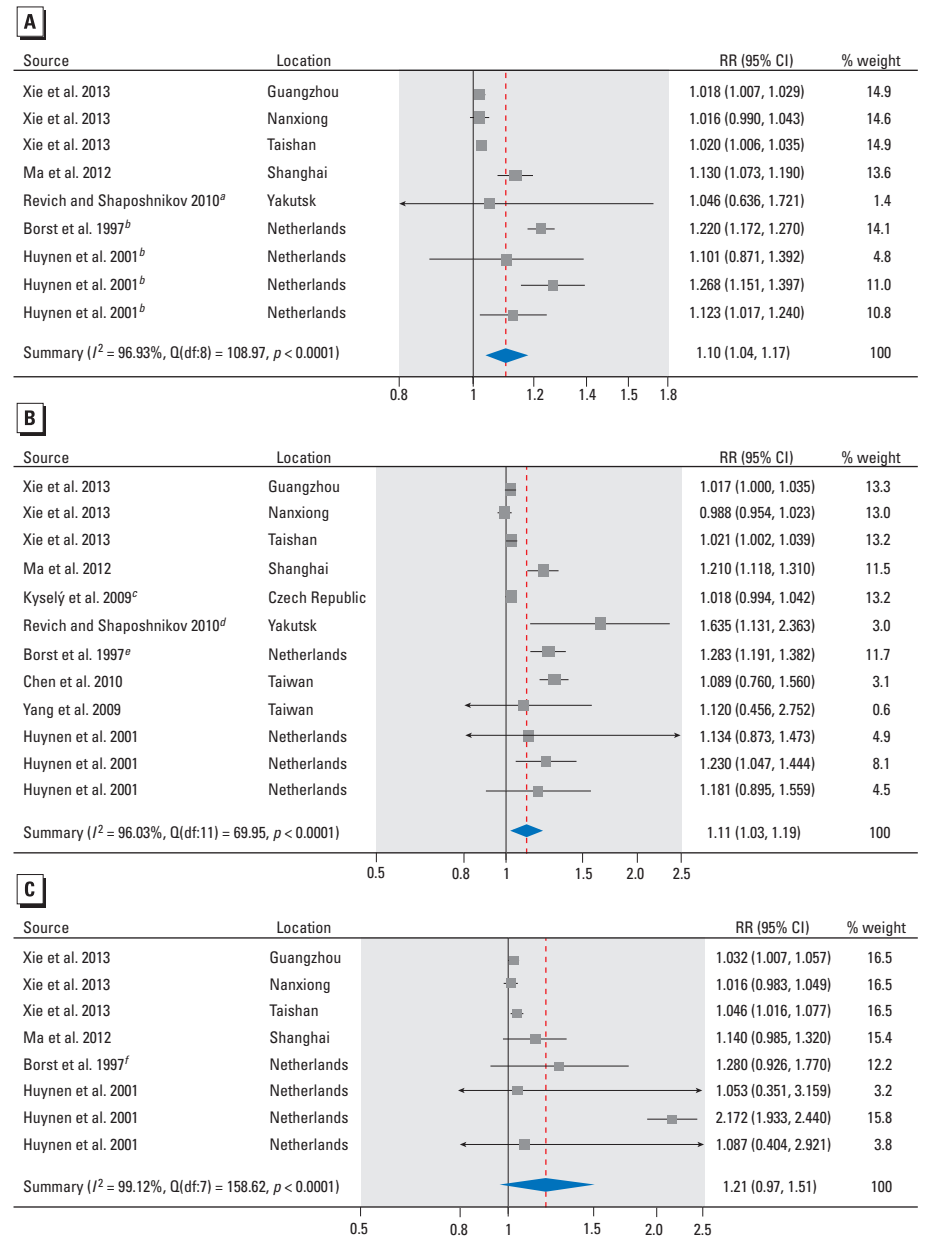 A
Source Location RR (95% CI) % weight
Xie et al. 2013 Guangzhou 1.018 (1.007, 1.029) 14.9
Xie et al. 2013 Nanxiong 1.016 (0.990, 1.043) 14.6
Xie et al. 2013 Taishan 1.020 (1.006, 1.035) 14.9
Ma et al. 2012 Shanghai 1.130 (1.073, 1.190) 13.6
Revich and Shaposhnikov 2010a Yakutsk 1.046 (0.636, 1.721) 1.4
Borst et al. 1997b Netherlands 1.220 (1.172, 1.270) 14.1
Huynen et al. 2001b Netherlands 1.101 (0.871, 1.392) 4.8
Huynen et al. 2001b Netherlands 1.268 (1.151, 1.397) 11.0
Huynen et al. 2001b Netherlands 1.123 (1.017, 1.240) 10.8
Summary (I2 = 96.93%, Q(df:8) = 108.97, p < 0.0001) 1.10 (1.04, 1.17) 100
0.8 1 1.2 1.4 1.5 1.8
B
Source Location RR (95% CI) % weight
Xie et al. 2013 Guangzhou 1.017 (1.000, 1.035) 13.3
Xie et al. 2013 Nanxiong 0.988 (0.954, 1.023) 13.0
Xie et al. 2013 Taishan 1.021 (1.002, 1.039) 13.2
Ma et al. 2012 Shanghai 1.210 (1.118, 1.310) 11.5
Kyselý et al. 2009c Czech Republic 1.018 (0.994, 1.042) 13.2
Revich and Shaposhnikov 2010d Yakutsk 1.635 (1.131, 2.363) 3.0
Borst et al. 1997e Netherlands 1.283 (1.191, 1.382) 11.7
Chen et al. 2010 Taiwan 1.089 (0.760, 1.560) 3.1
Yang et al. 2009 Taiwan 1.120 (0.456, 2.752) 0.6
Huynen et al. 2001 Netherlands 1.134 (0.873, 1.473) 4.9
Huynen et al. 2001 Netherlands 1.230 (1.047, 1.444) 8.1
Huynen et al. 2001 Netherlands 1.181 (0.895, 1.559) 4.5
Summary (I2 = 96.03%, Q(df:11) = 69.95, p < 0.0001) 1.11 (1.03, 1.19) 100
0.5 0.8 1 1.5 2.0 2.5
C
Source Location RR (95% CI) % weight
Xie et al. 2013 Guangzhou 1.032 (1.007, 1.057) 16.5
Xie et al. 2013 Nanxiong 1.016 (0.983, 1.049) 16.5
Xie et al. 2013 Taishan 1.046 (1.016, 1.077) 16.5
Ma et al. 2012 Shanghai 1.140 (0.985, 1.320) 15.4
Borst et al. 1997f Netherlands 1.280 (0.926, 1.770) 12.2
Huynen et al. 2001 Netherlands 1.053 (0.351, 3.159) 3.2
Huynen et al. 2001 Netherlands 2.172 (1.933, 2.440) 15.8
Huynen et al. 2001 Netherlands 1.087 (0.404, 2.921) 3.8
Summary (I2 = 99.12%, Q(df:7) = 158.62, p < 0.0001) 1.21 (0.97, 1.51) 100
0.5 0.8 1 1.5 2.0 2.5